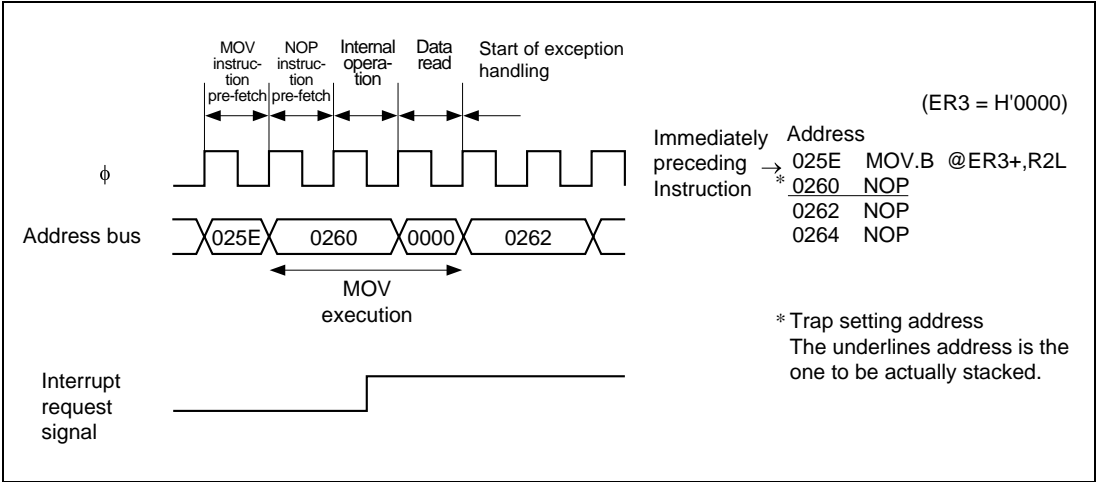 MOV
instruc-
tion
pre-fetch
NOP
instruc-
tion
pre-fetch
Internal
opera-
tion
Data
read
Start of exception
handling
(ER3 = H'0000)
ϕ
Immediately
preceding
Instruction
→
Address
025E MOV.B @ER3+,R2L
* 0260 NOP
0262 NOP
0264 NOP
Address bus
025E 0260 0000 0262
MOV
execution
* Trap setting address
The underlines address is the
one to be actually stacked.
Interrupt
request
signal